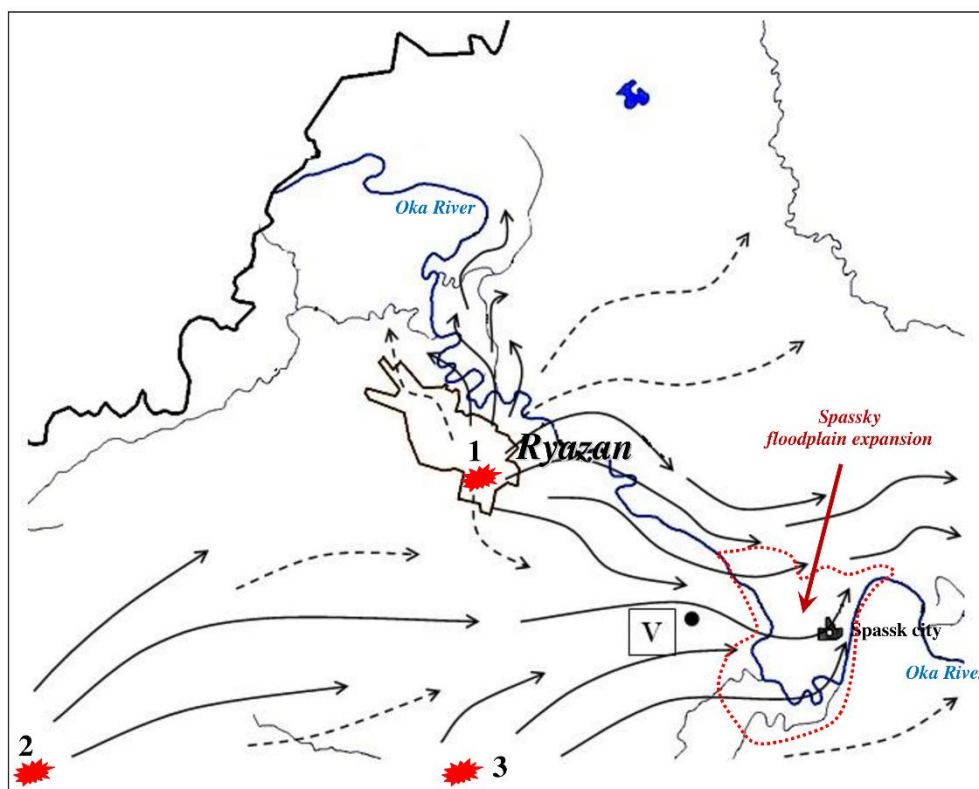 Oka River
Spassky
floodplain expansion
1
Ryazan
V
Spassk city
Oka River
2
3